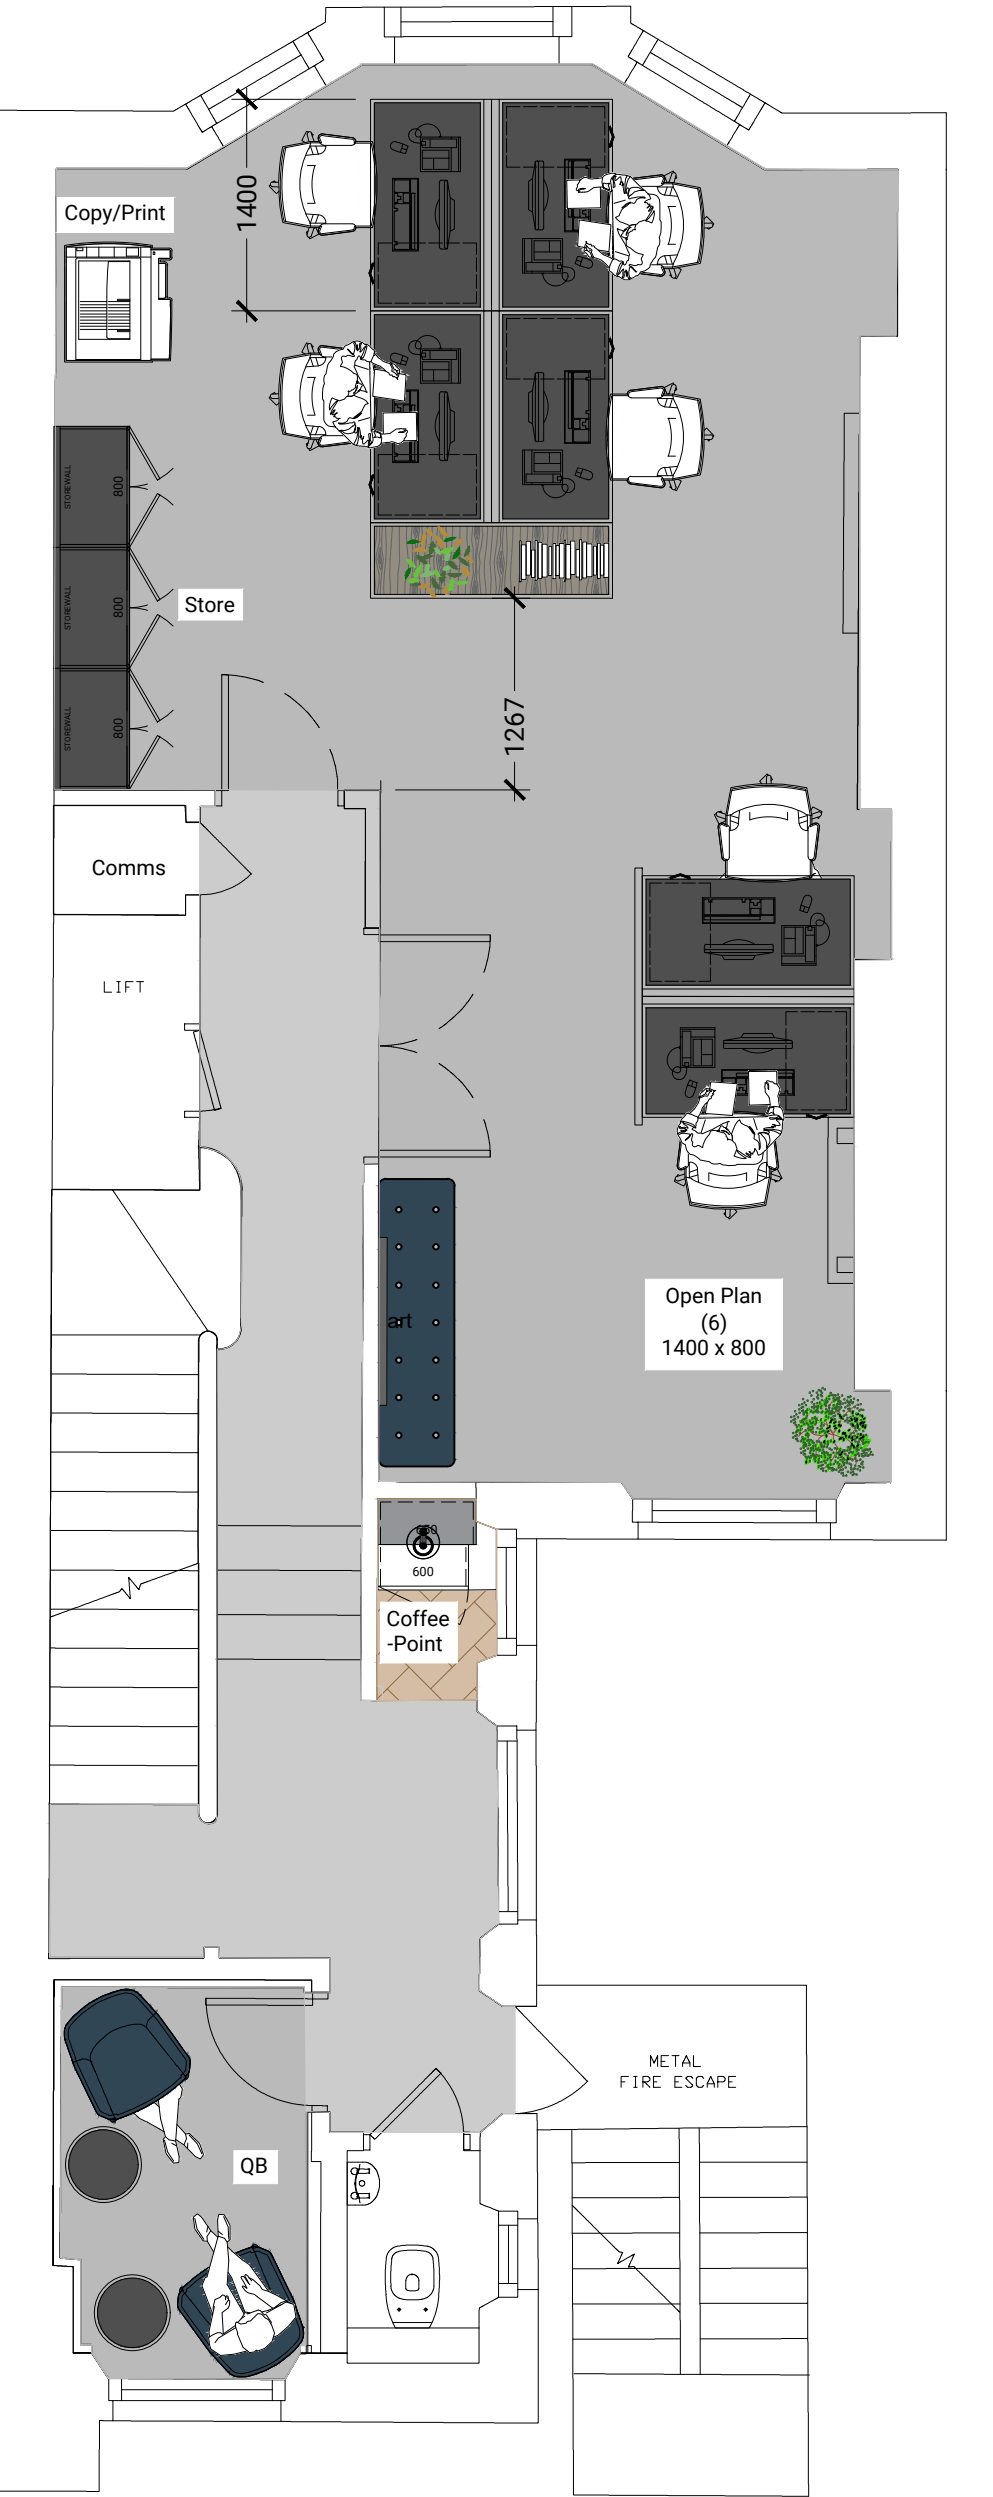 Copy/Print
1400
STOREWALL
800
STOREWALL
800
Store
STOREWALL
800
1267
Comms
LIFT
Open Plan
(6)
1400 x 800
art
600
Coffee
-Point
METAL
FIRE ESCAPE
QB